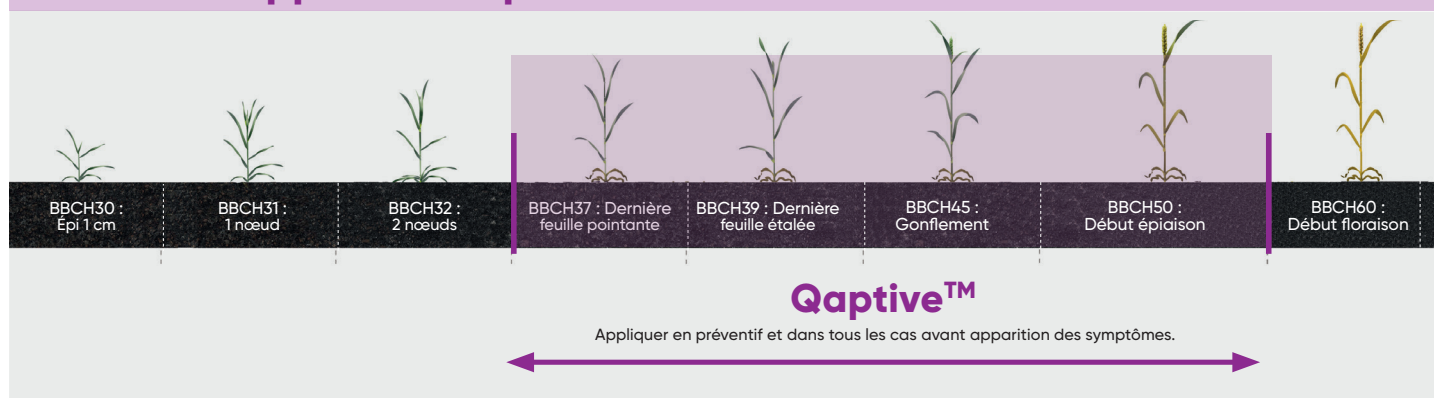 BBCH30 :
Épi 1 cm
BBCH31 :
1 nœud
BBCH32 :
2 nœuds
BBCH37 : Dernière
feuille pointante
BBCH39 : Dernière
feuille étalée
BBCH45 :
Gonflement
BBCH50 :
Début épiaison
BBCH60 :
Début floraison
Qaptive™
Appliquer en préventif et dans tous les cas avant apparition des symptômes.